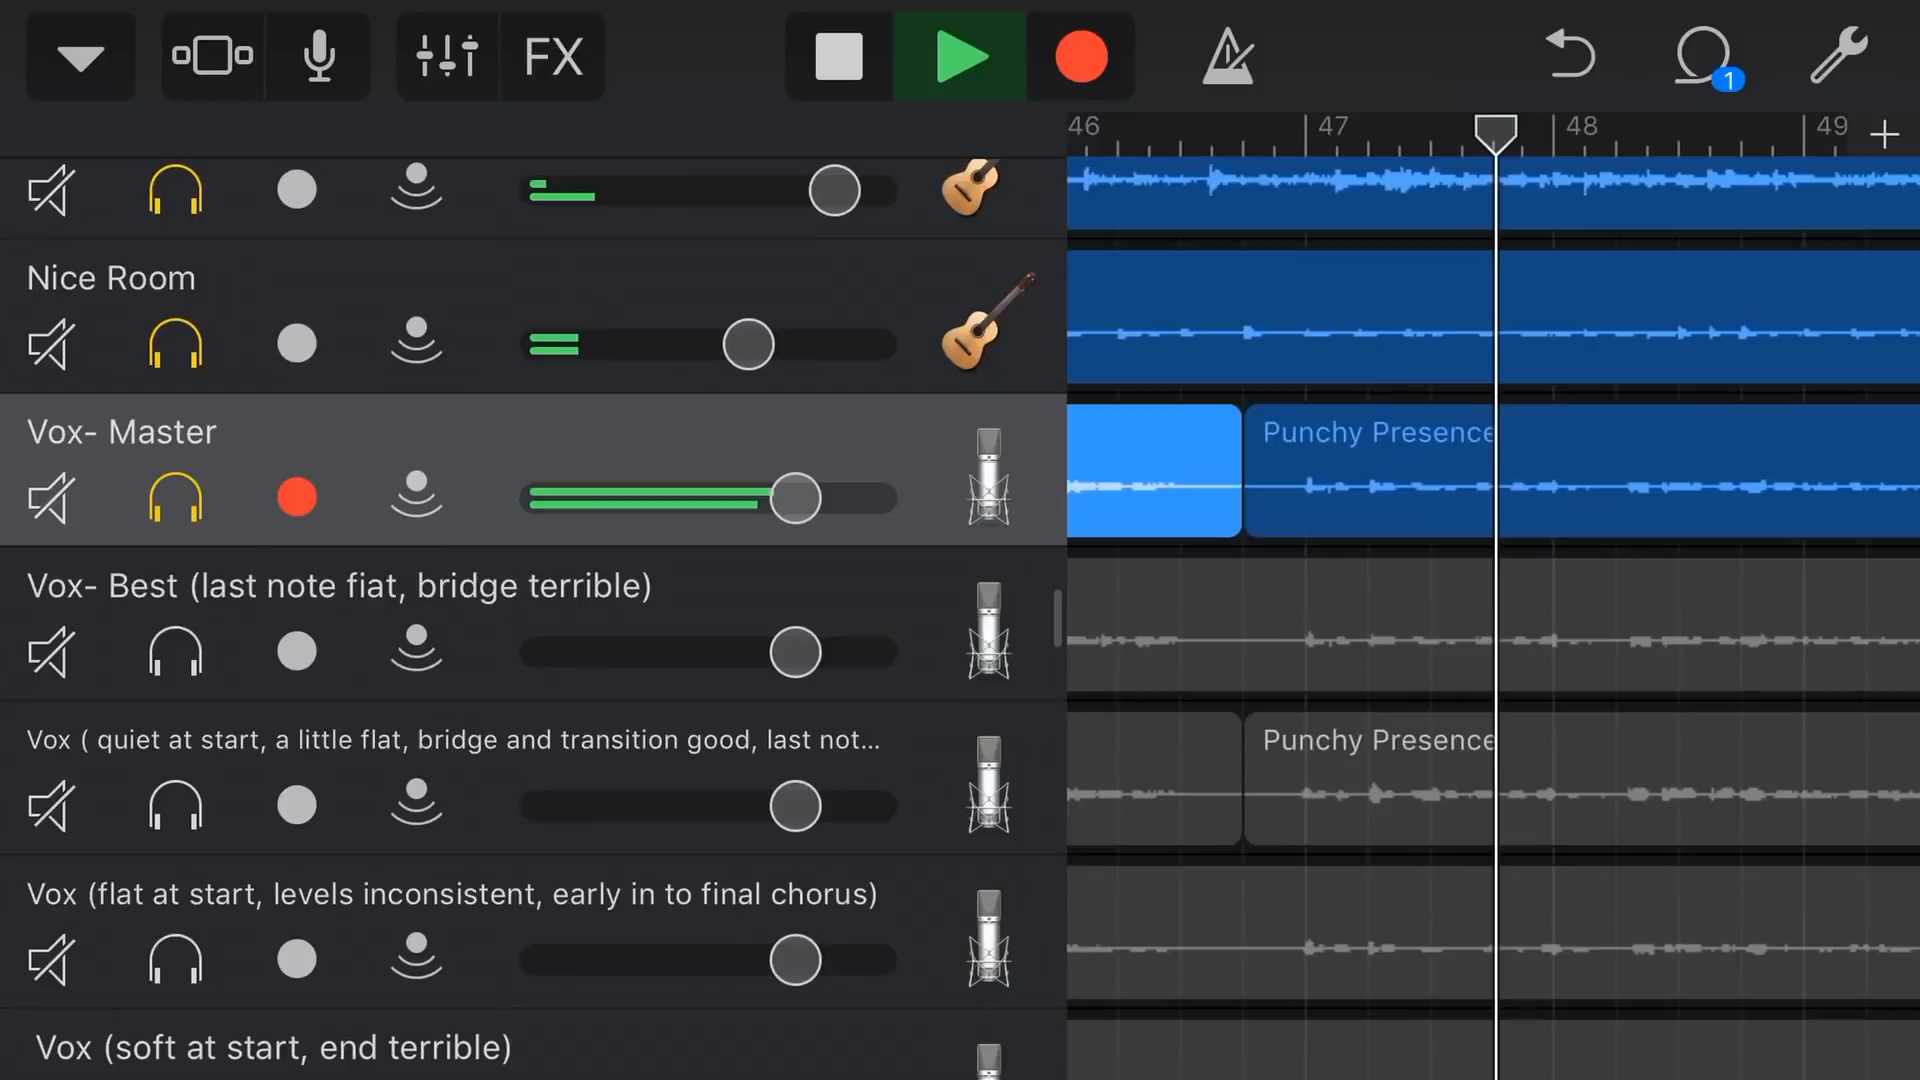 FX
1
46 47 48 49
Nice Room
Vox- Master
Punchy Presence
Vox- Best (last note fiat, bridge terrible)
Vox ( quiet at start, a little flat, bridge and transition good, last not...
Punchy Presence
Vox (flat at start, levels inconsistent, early in to final chorus)
Vox (soft at start, end terrible)